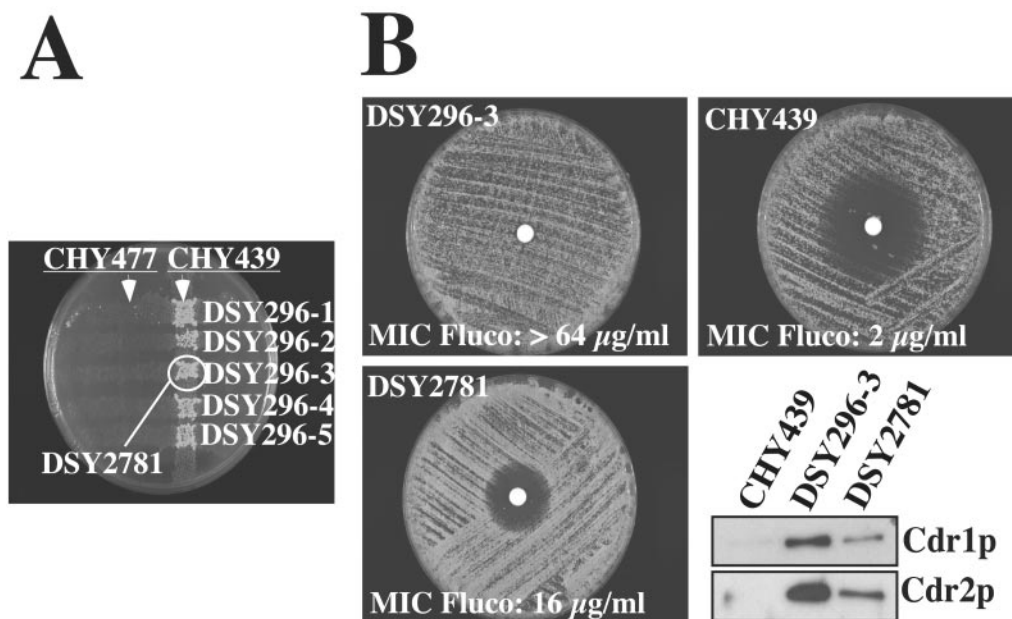 A
CHY477 CHY439
DSY296-1
DSY296-2
DSY296-3
DSY296-4
DSY296-5
DSY2781
B
DSY296-3
MIC Fluco: > 64 µg/ml
CHY439
MIC Fluco: 2 µg/ml
DSY2781
MIC Fluco: 16 µg/ml
CHY439
DSY296-3
DSY2781
Cdr1p
Cdr2p